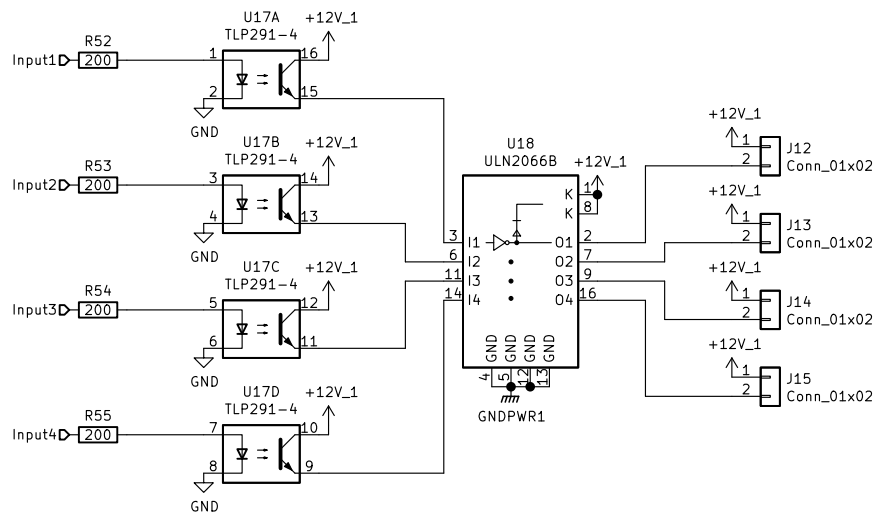 U17A
TLP291-4
+12V_1
R52
Input1
200
1
16
2
15
GND
U17B
TLP291-4
+12V_1
R53
Input2
200
3
14
4
13
GND
U17C
TLP291-4
+12V_1
R54
Input3
200
5
12
6
11
GND
U17D
TLP291-4
+12V_1
R55
Input4
200
7
10
8
9
GND
U18
ULN2066B
+12V_1
K
1
K
8
3
I1
O1
2
6
I2
O2
7
11
I3
O3
9
14
I4
O4
16
GND
GND
GND
GND
4
5
12
13
GNDPWR1
+12V_1
1
2
J12
Conn_01x02
+12V_1
1
2
J13
Conn_01x02
+12V_1
1
2
J14
Conn_01x02
+12V_1
1
2
J15
Conn_01x02